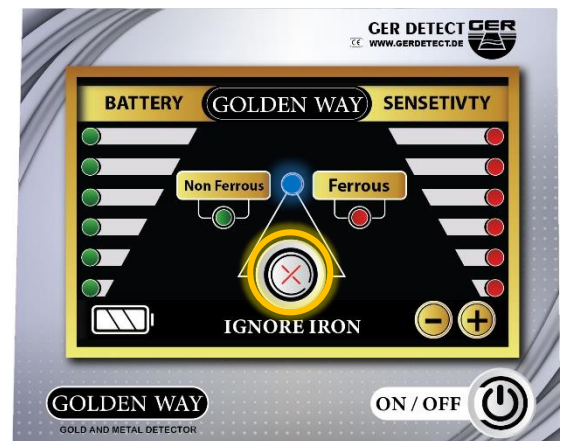 GER DETECT GER
CE WWW.GERDETECT.DE
BATTERY GOLDEN WAY SENSETIVTY
Non Ferrous Ferrous
IGNORE IRON - +
GOLDEN WAY ON / OFF
GOLD AND METAL DETECTOR